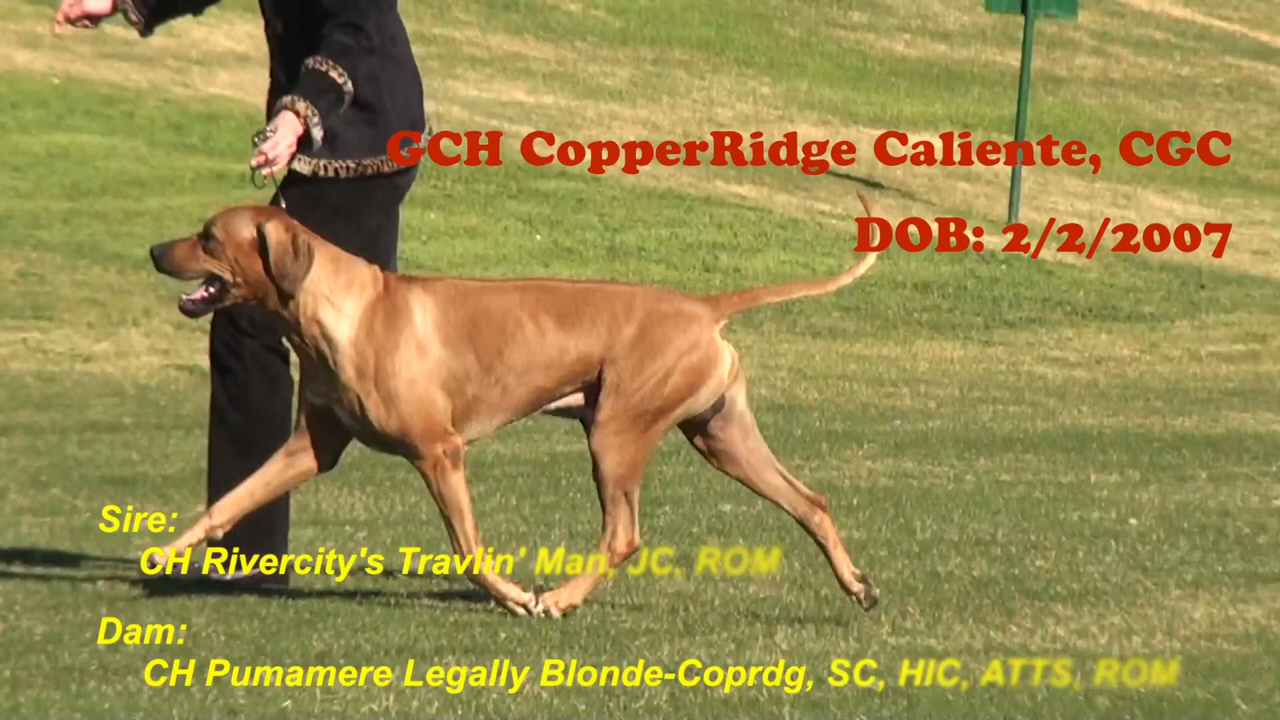 GCH CopperRidge Caliente, CGC
DOB: 2/2/2007
Sire:
CH Rivercity's Travlin' Man, JC, ROM
Dam:
CH Pumamere Legally Blonde-Coprdg, SC, HIC, ATTS, ROM